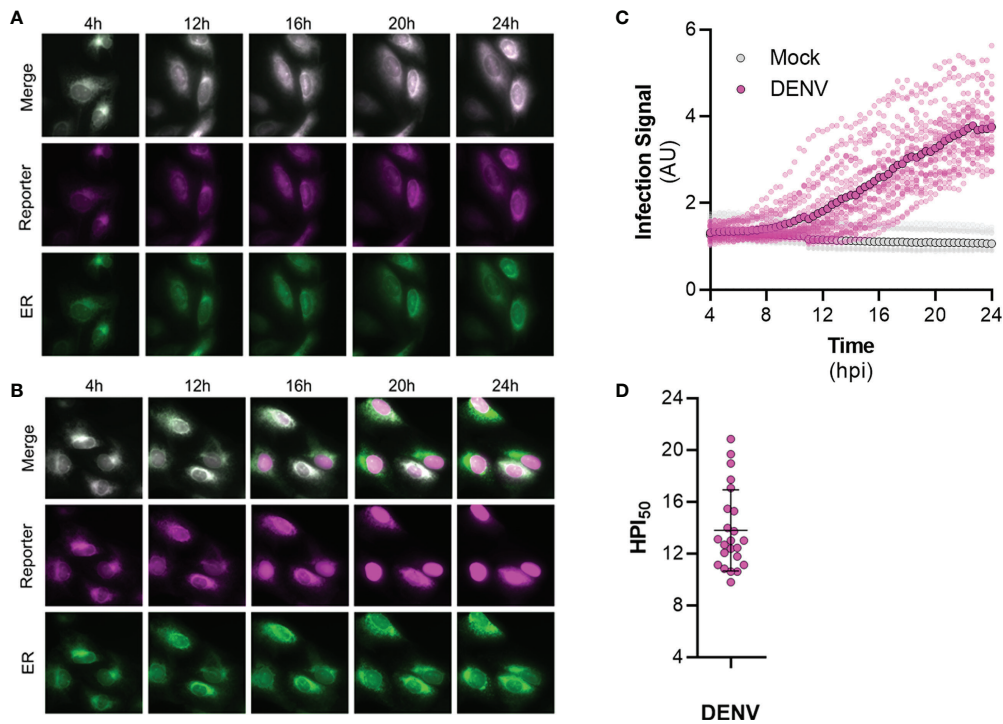 A
4h 12h 16h 20h 24h
Merge
Reporter
ER
B
4h 12h 16h 20h 24h
Merge
Reporter
ER
C
6
4
2
0
Infection Signal
(AU)
Mock
DENV
4 8 12 16 20 24
Time
(hpi)
D
24
20
16
12
8
4
HPI50
DENV